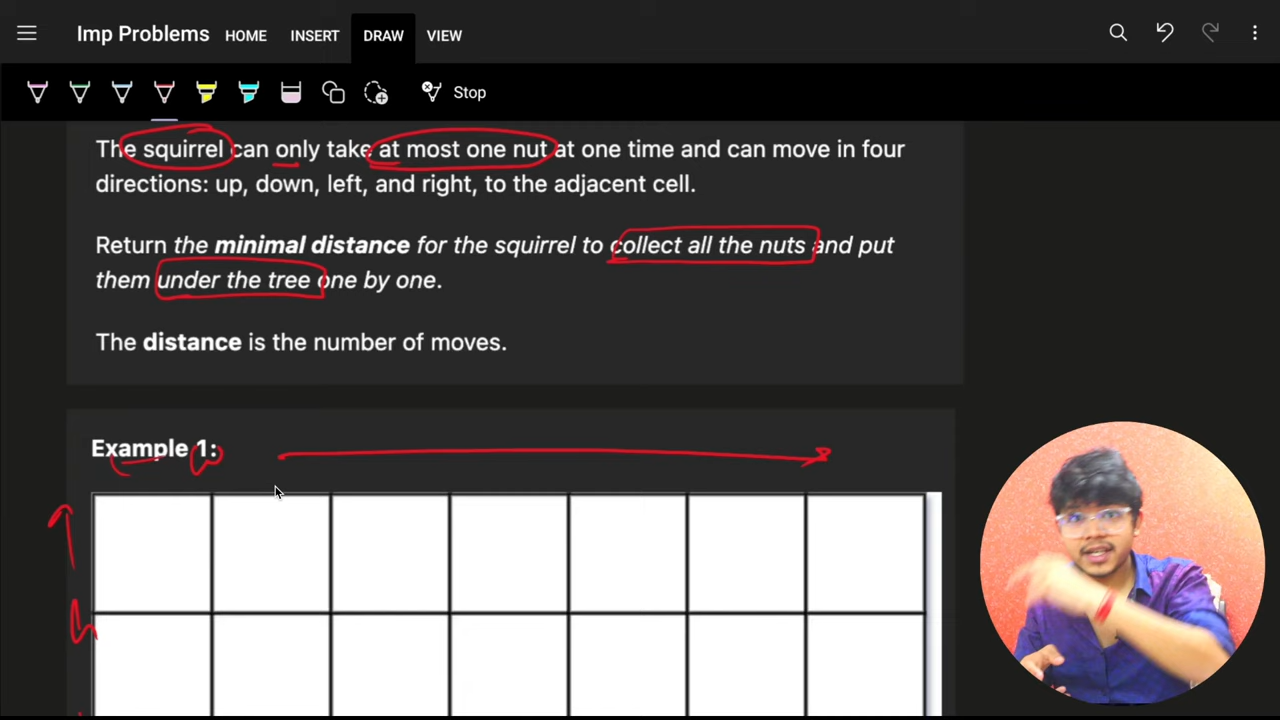 Imp Problems HOME INSERT DRAW VIEW
Stop
The squirrel can only take at most one nut at one time and can move in four
directions: up, down, left, and right, to the adjacent cell.
Return the minimal distance for the squirrel to collect all the nuts and put
them under the tree one by one.
The distance is the number of moves.
Example 1:
h